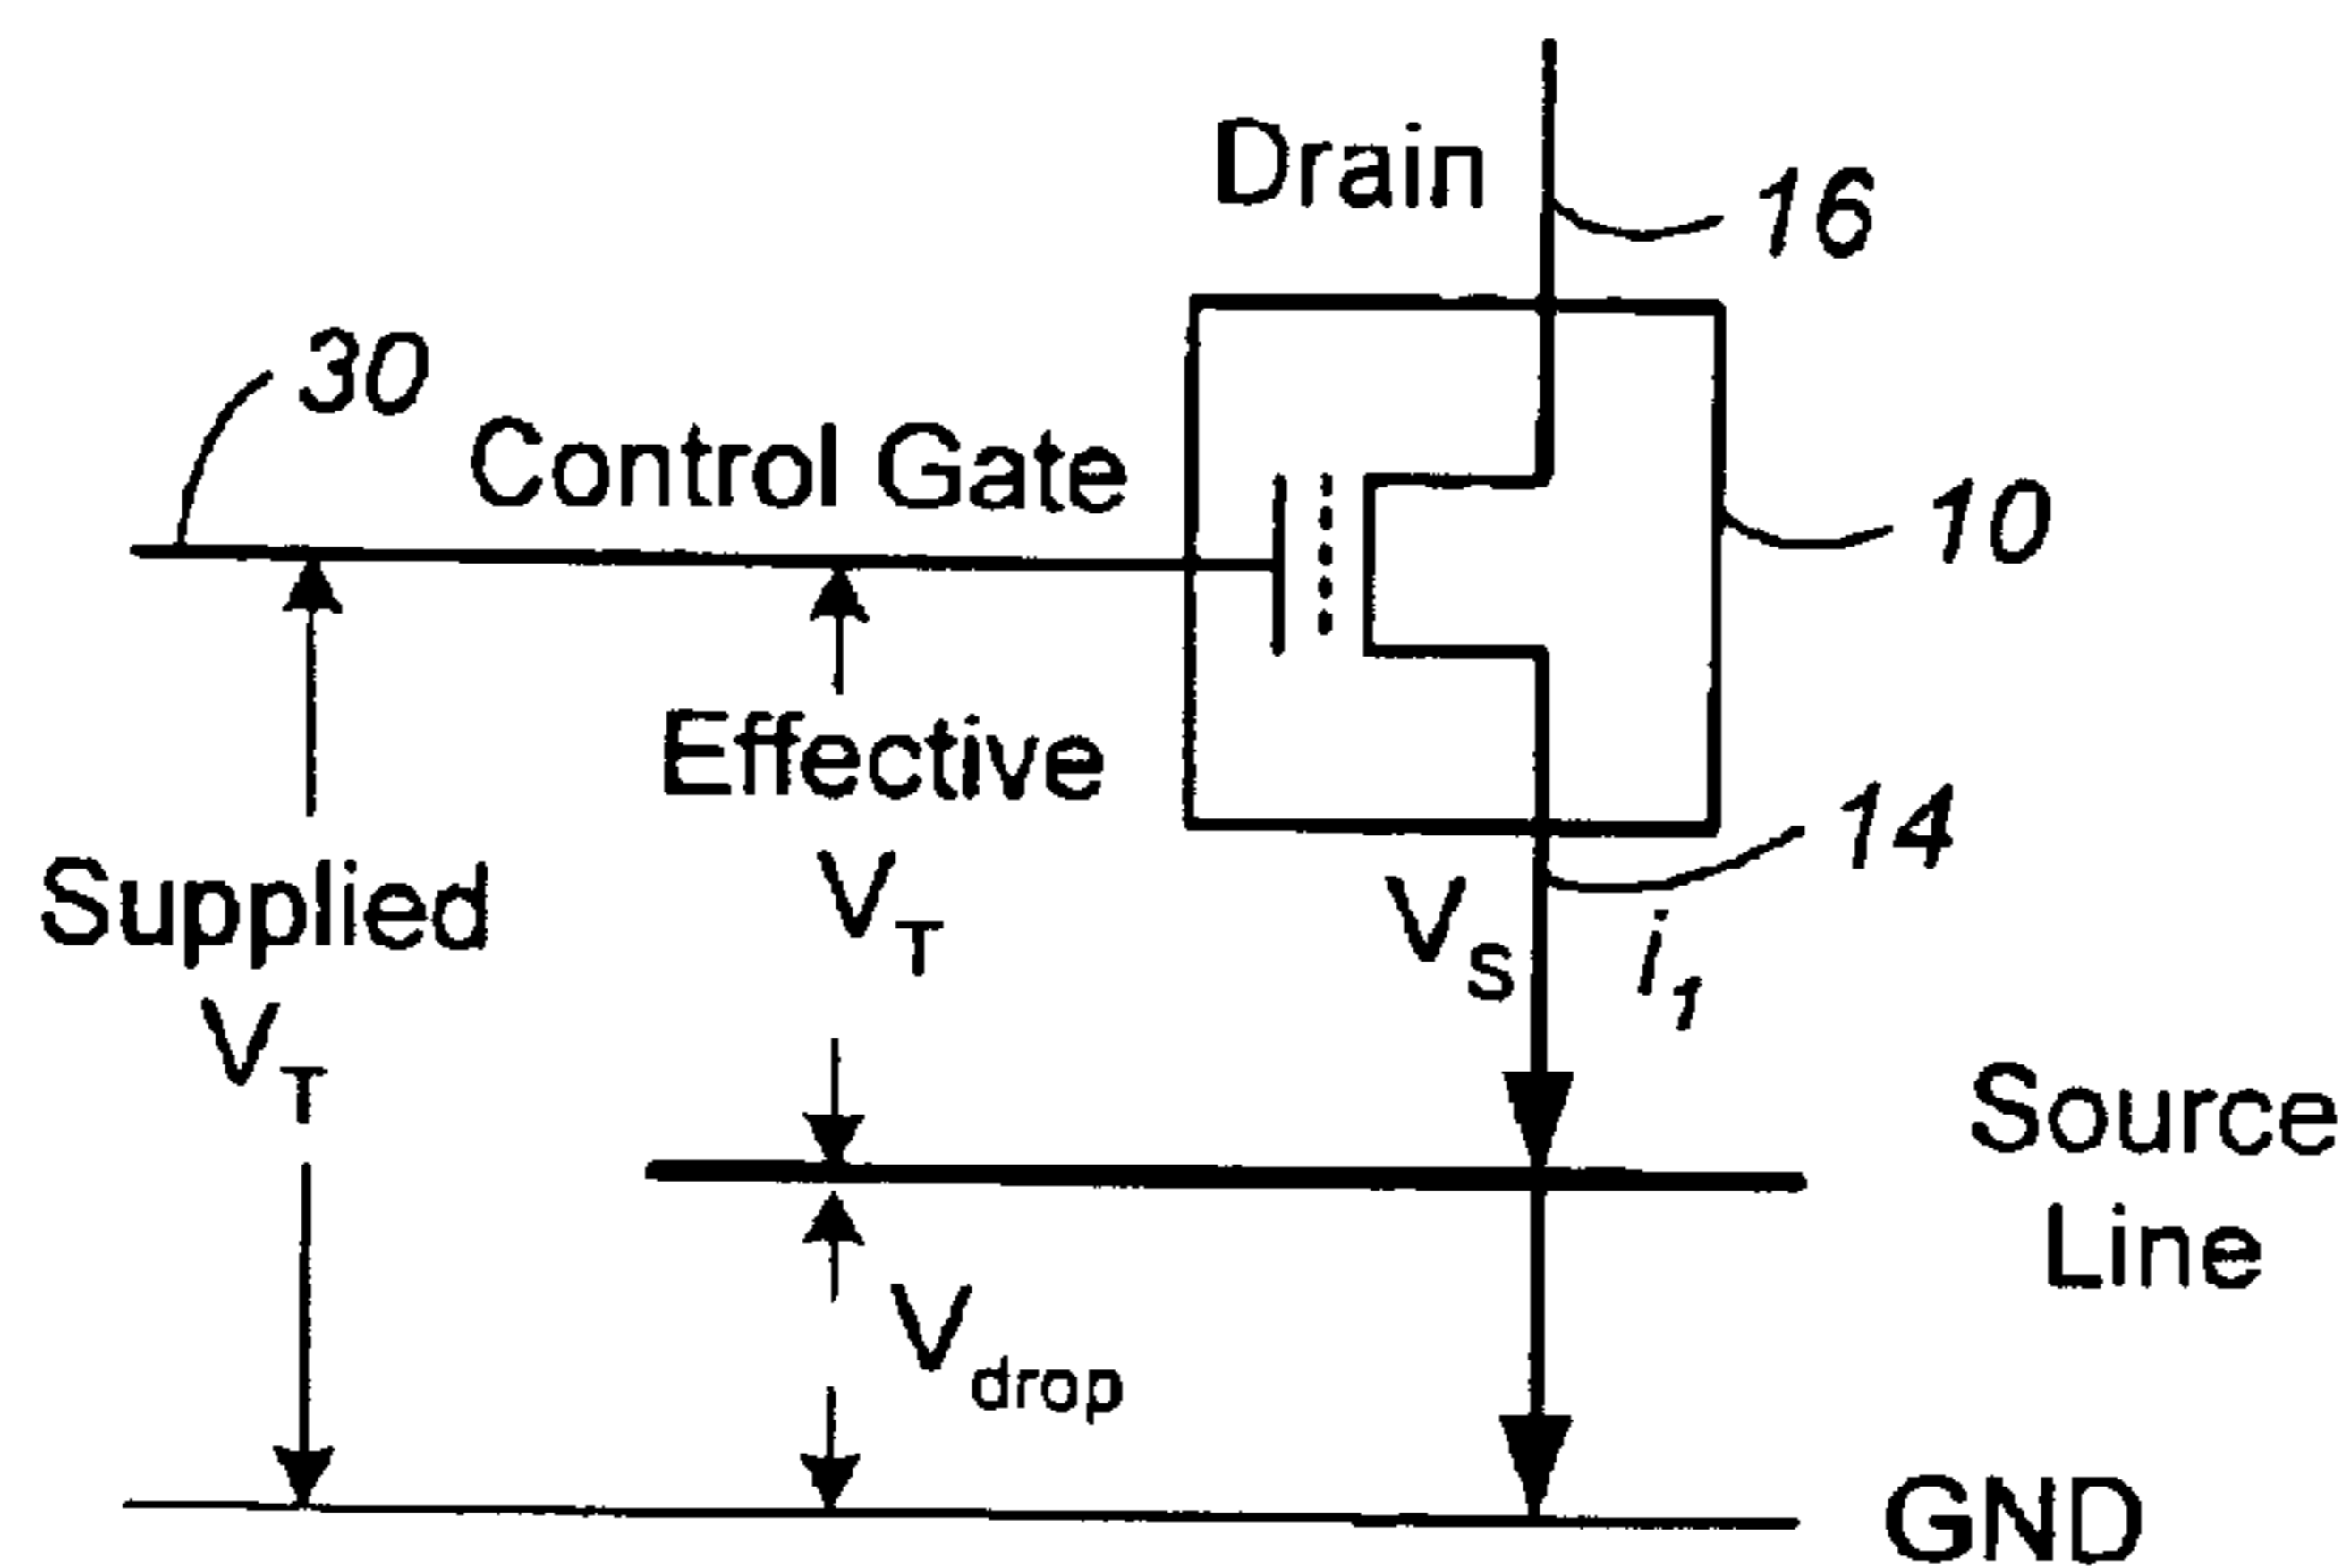 Drain
16
30
Control Gate
10
Effective
V_T
14
Supplied
V_T
V_S
i_1
Source
Line
V_drop
GND